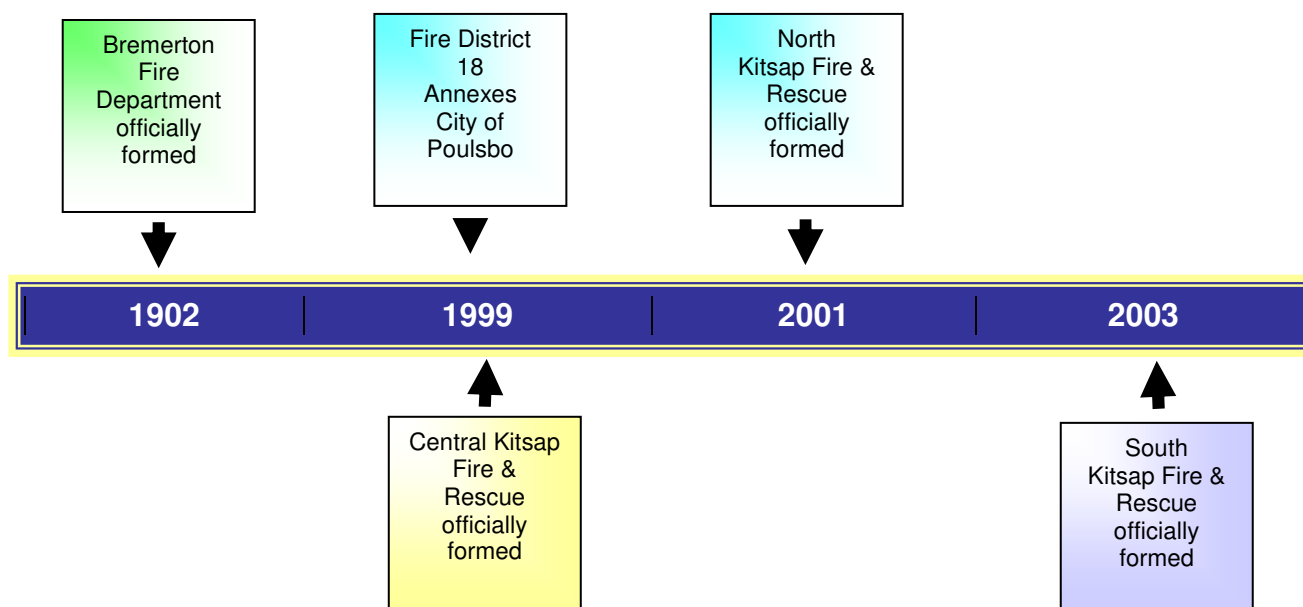 Bremerton
Fire
Department
officially
formed
Fire District
18
Annexes
City of
Poulsbo
North
Kitsap Fire &
Rescue
officially
formed
1902
1999
2001
2003
Central Kitsap
Fire &
Rescue
officially
formed
South
Kitsap Fire &
Rescue
officially
formed